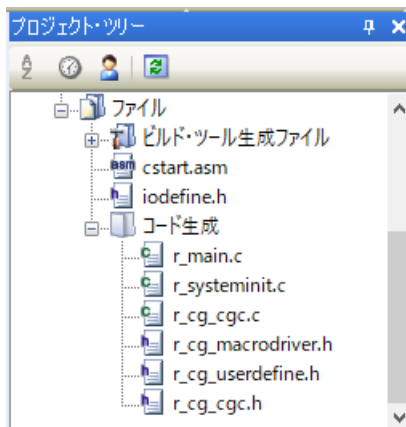 プロジェクト・ツリー
ファイル
ビルド・ツール生成ファイル
cstart.asm
iodefine.h
コード生成
r_main.c
r_systeminit.c
r_cg_cgc.c
r_cg_macrodriver.h
r_cg_userdefine.h
r_cg_cgc.h